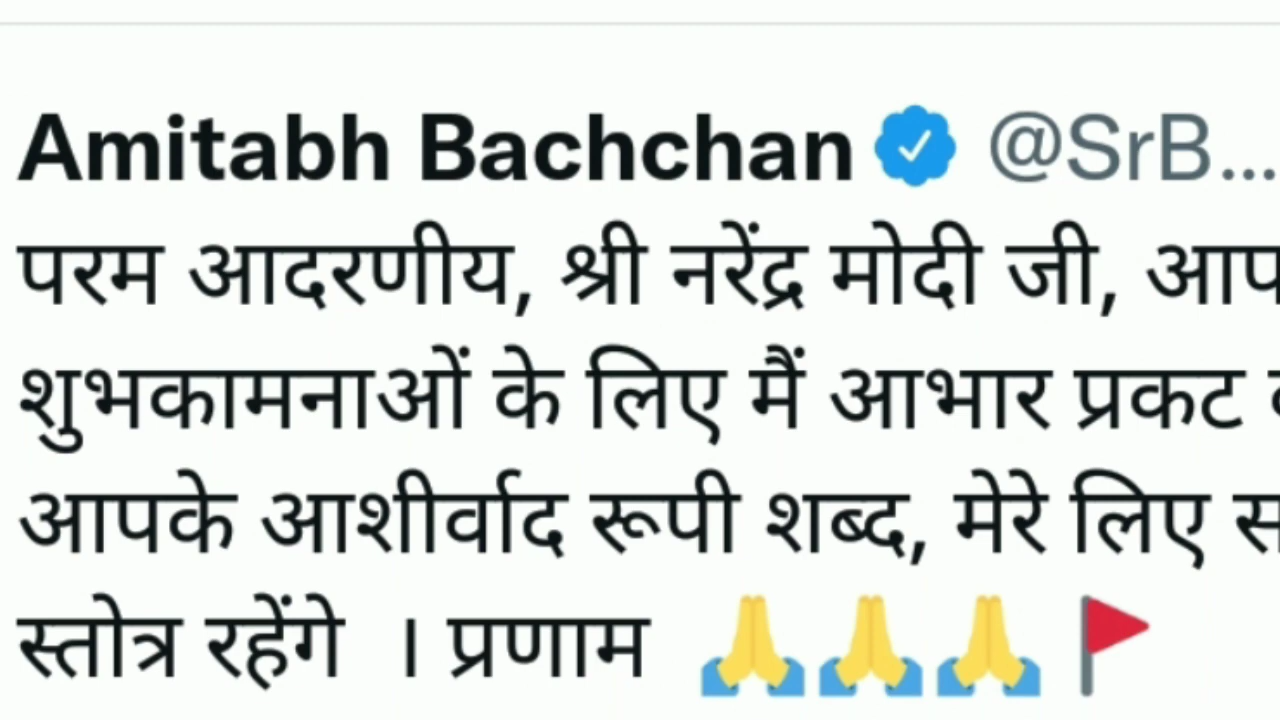 Amitabh Bachchan @SrB...
परम आदरणीय, श्री नरेंद्र मोदी जी, आप
शुभकामनाओं के लिए मैं आभार प्रकट
आपके आशीर्वाद रूपी शब्द, मेरे लिए
स्तोत्र रहेंगे । प्रणाम 🙏🙏🙏 🚩